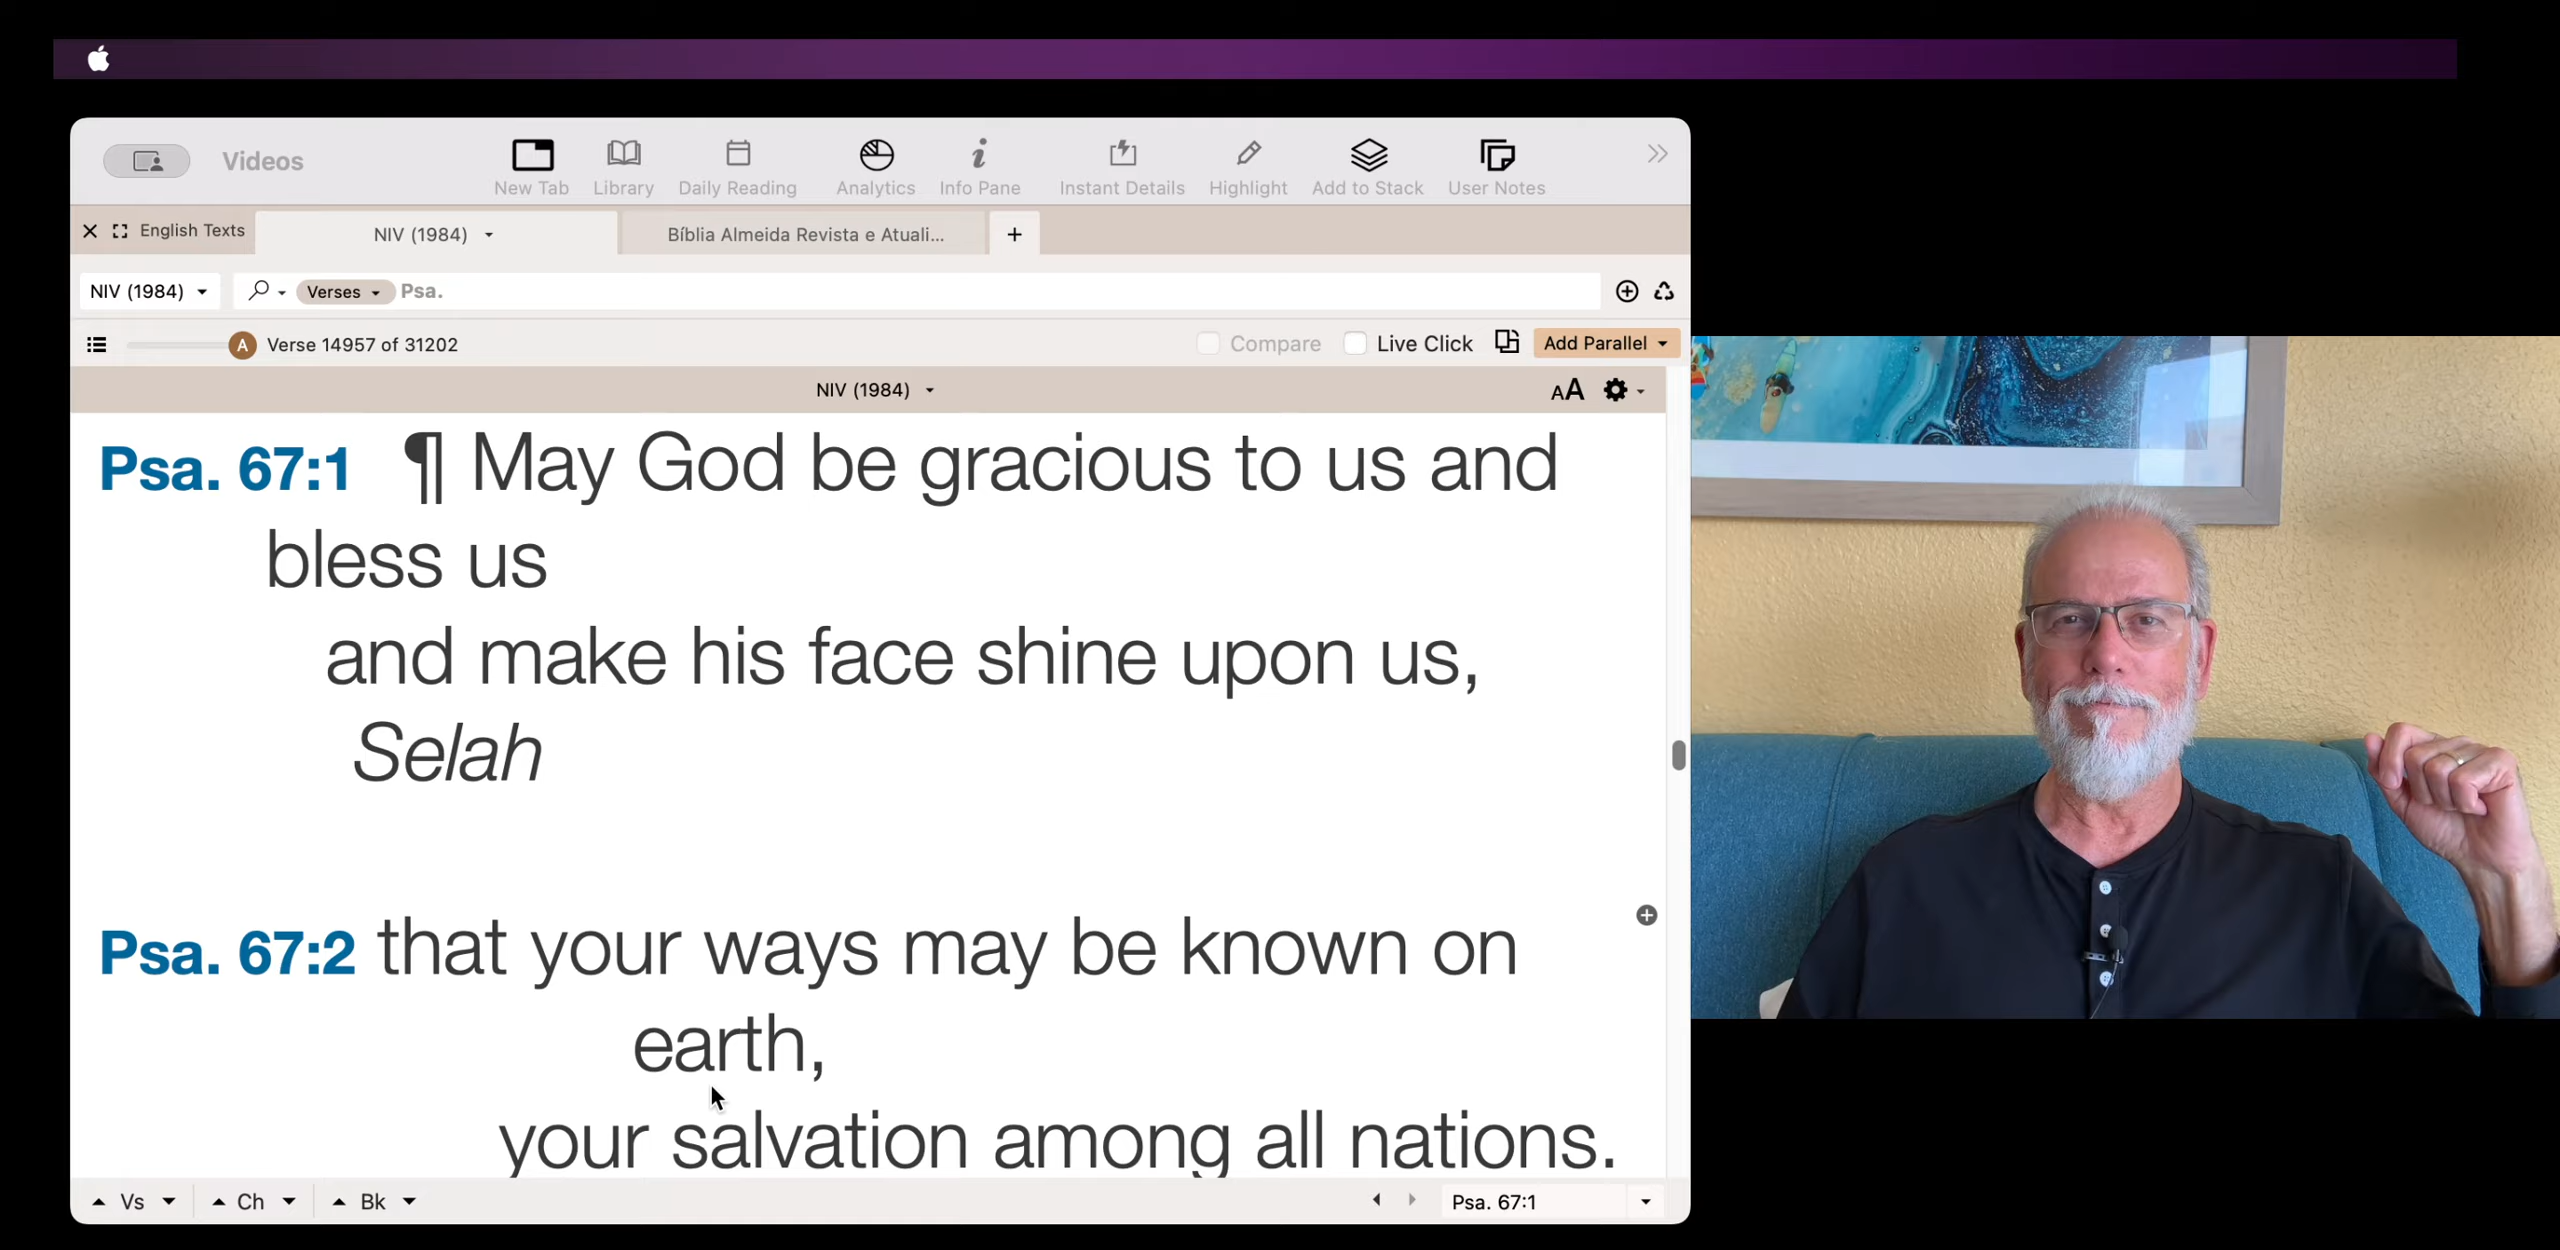 Videos
New Tab Library Daily Reading Analytics Info Pane Instant Details Highlight Add to Stack User Notes
English Texts NIV (1984) Bíblia Almeida Revista e Atuali... +
NIV (1984) Verses Psa.
A Verse 14957 of 31202 Compare Live Click Add Parallel
NIV (1984) AA
Psa. 67:1 ¶ May God be gracious to us and
bless us
and make his face shine upon us,
Selah
Psa. 67:2 that your ways may be known on
earth,
your salvation among all nations.
Vs Ch Bk Psa. 67:1